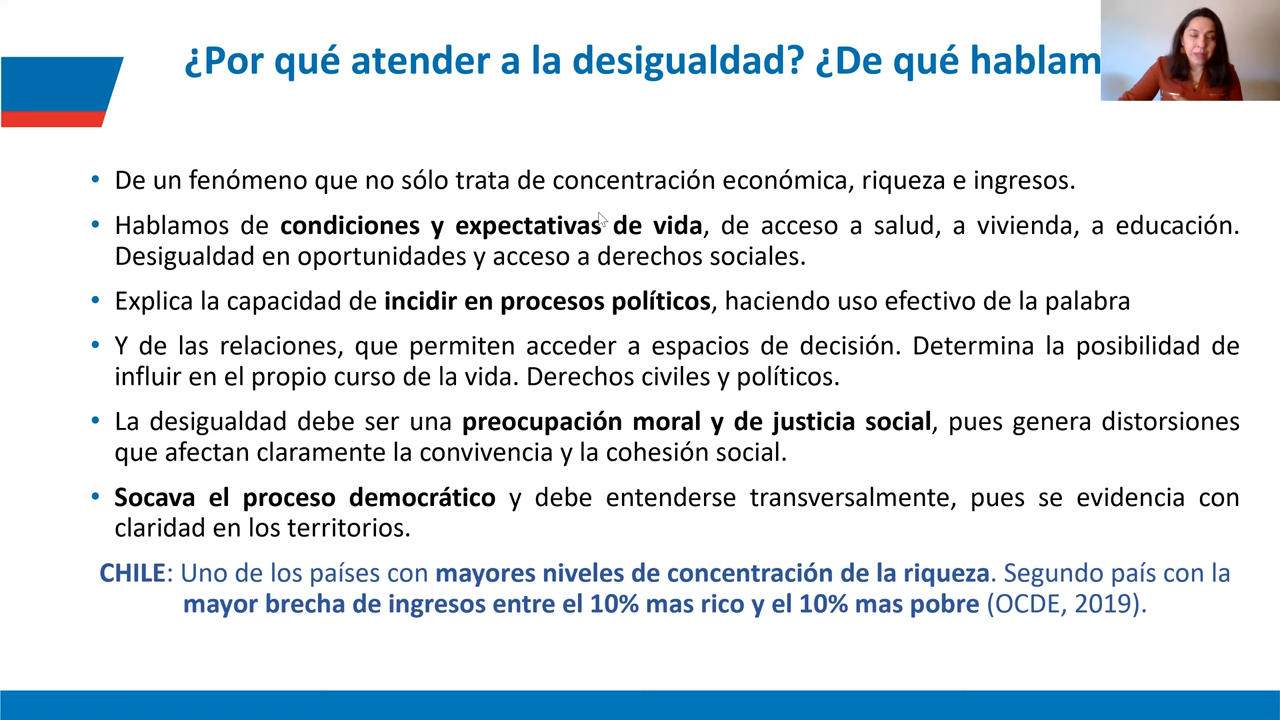 ¿Por qué atender a la desigualdad? ¿De qué hablam
• De un fenómeno que no sólo trata de concentración económica, riqueza e ingresos.
• Hablamos de condiciones y expectativas de vida, de acceso a salud, a vivienda, a educación.
Desigualdad en oportunidades y acceso a derechos sociales.
• Explica la capacidad de incidir en procesos políticos, haciendo uso efectivo de la palabra
• Y de las relaciones, que permiten acceder a espacios de decisión. Determina la posibilidad de
influir en el propio curso de la vida. Derechos civiles y políticos.
• La desigualdad debe ser una preocupación moral y de justicia social, pues genera distorsiones
que afectan claramente la convivencia y la cohesión social.
• Socava el proceso democrático y debe entenderse transversalmente, pues se evidencia con
claridad en los territorios.
CHILE: Uno de los países con mayores niveles de concentración de la riqueza. Segundo país con la
mayor brecha de ingresos entre el 10% mas rico y el 10% mas pobre (OCDE, 2019).